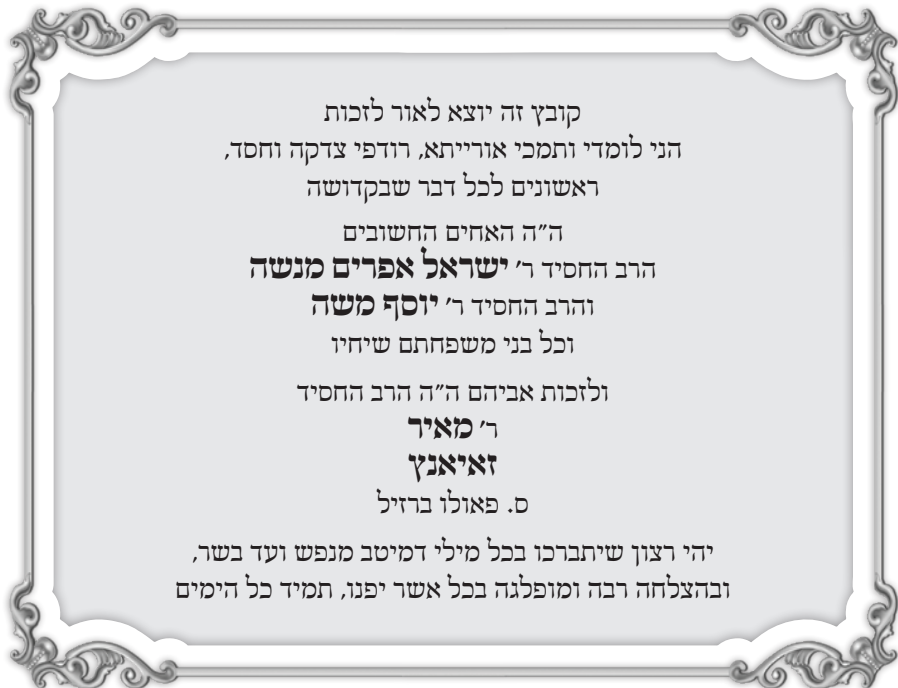 קובץ זה יוצא לאור לזכות
הני לומדי ותמכי אורייתא, רודפי צדקה וחסד,
ראשונים לכל דבר שבקדושה
ה״ה האחים החשובים
הרב החסיד ר׳ ישראל אפרים מנשה
והרב החסיד ר׳ יוסף משה
וכל בני משפחתם שיחיו
ולזכות אביהם ה״ה הרב החסיד
ר׳ מאיר
זאיאנץ
ס. פאולו ברזיל
יהי רצון שיתברכו בכל מילי דמיטב מנפש ועד בשר,
ובהצלחה רבה ומופלגה בכל אשר יפנו, תמיד כל הימים